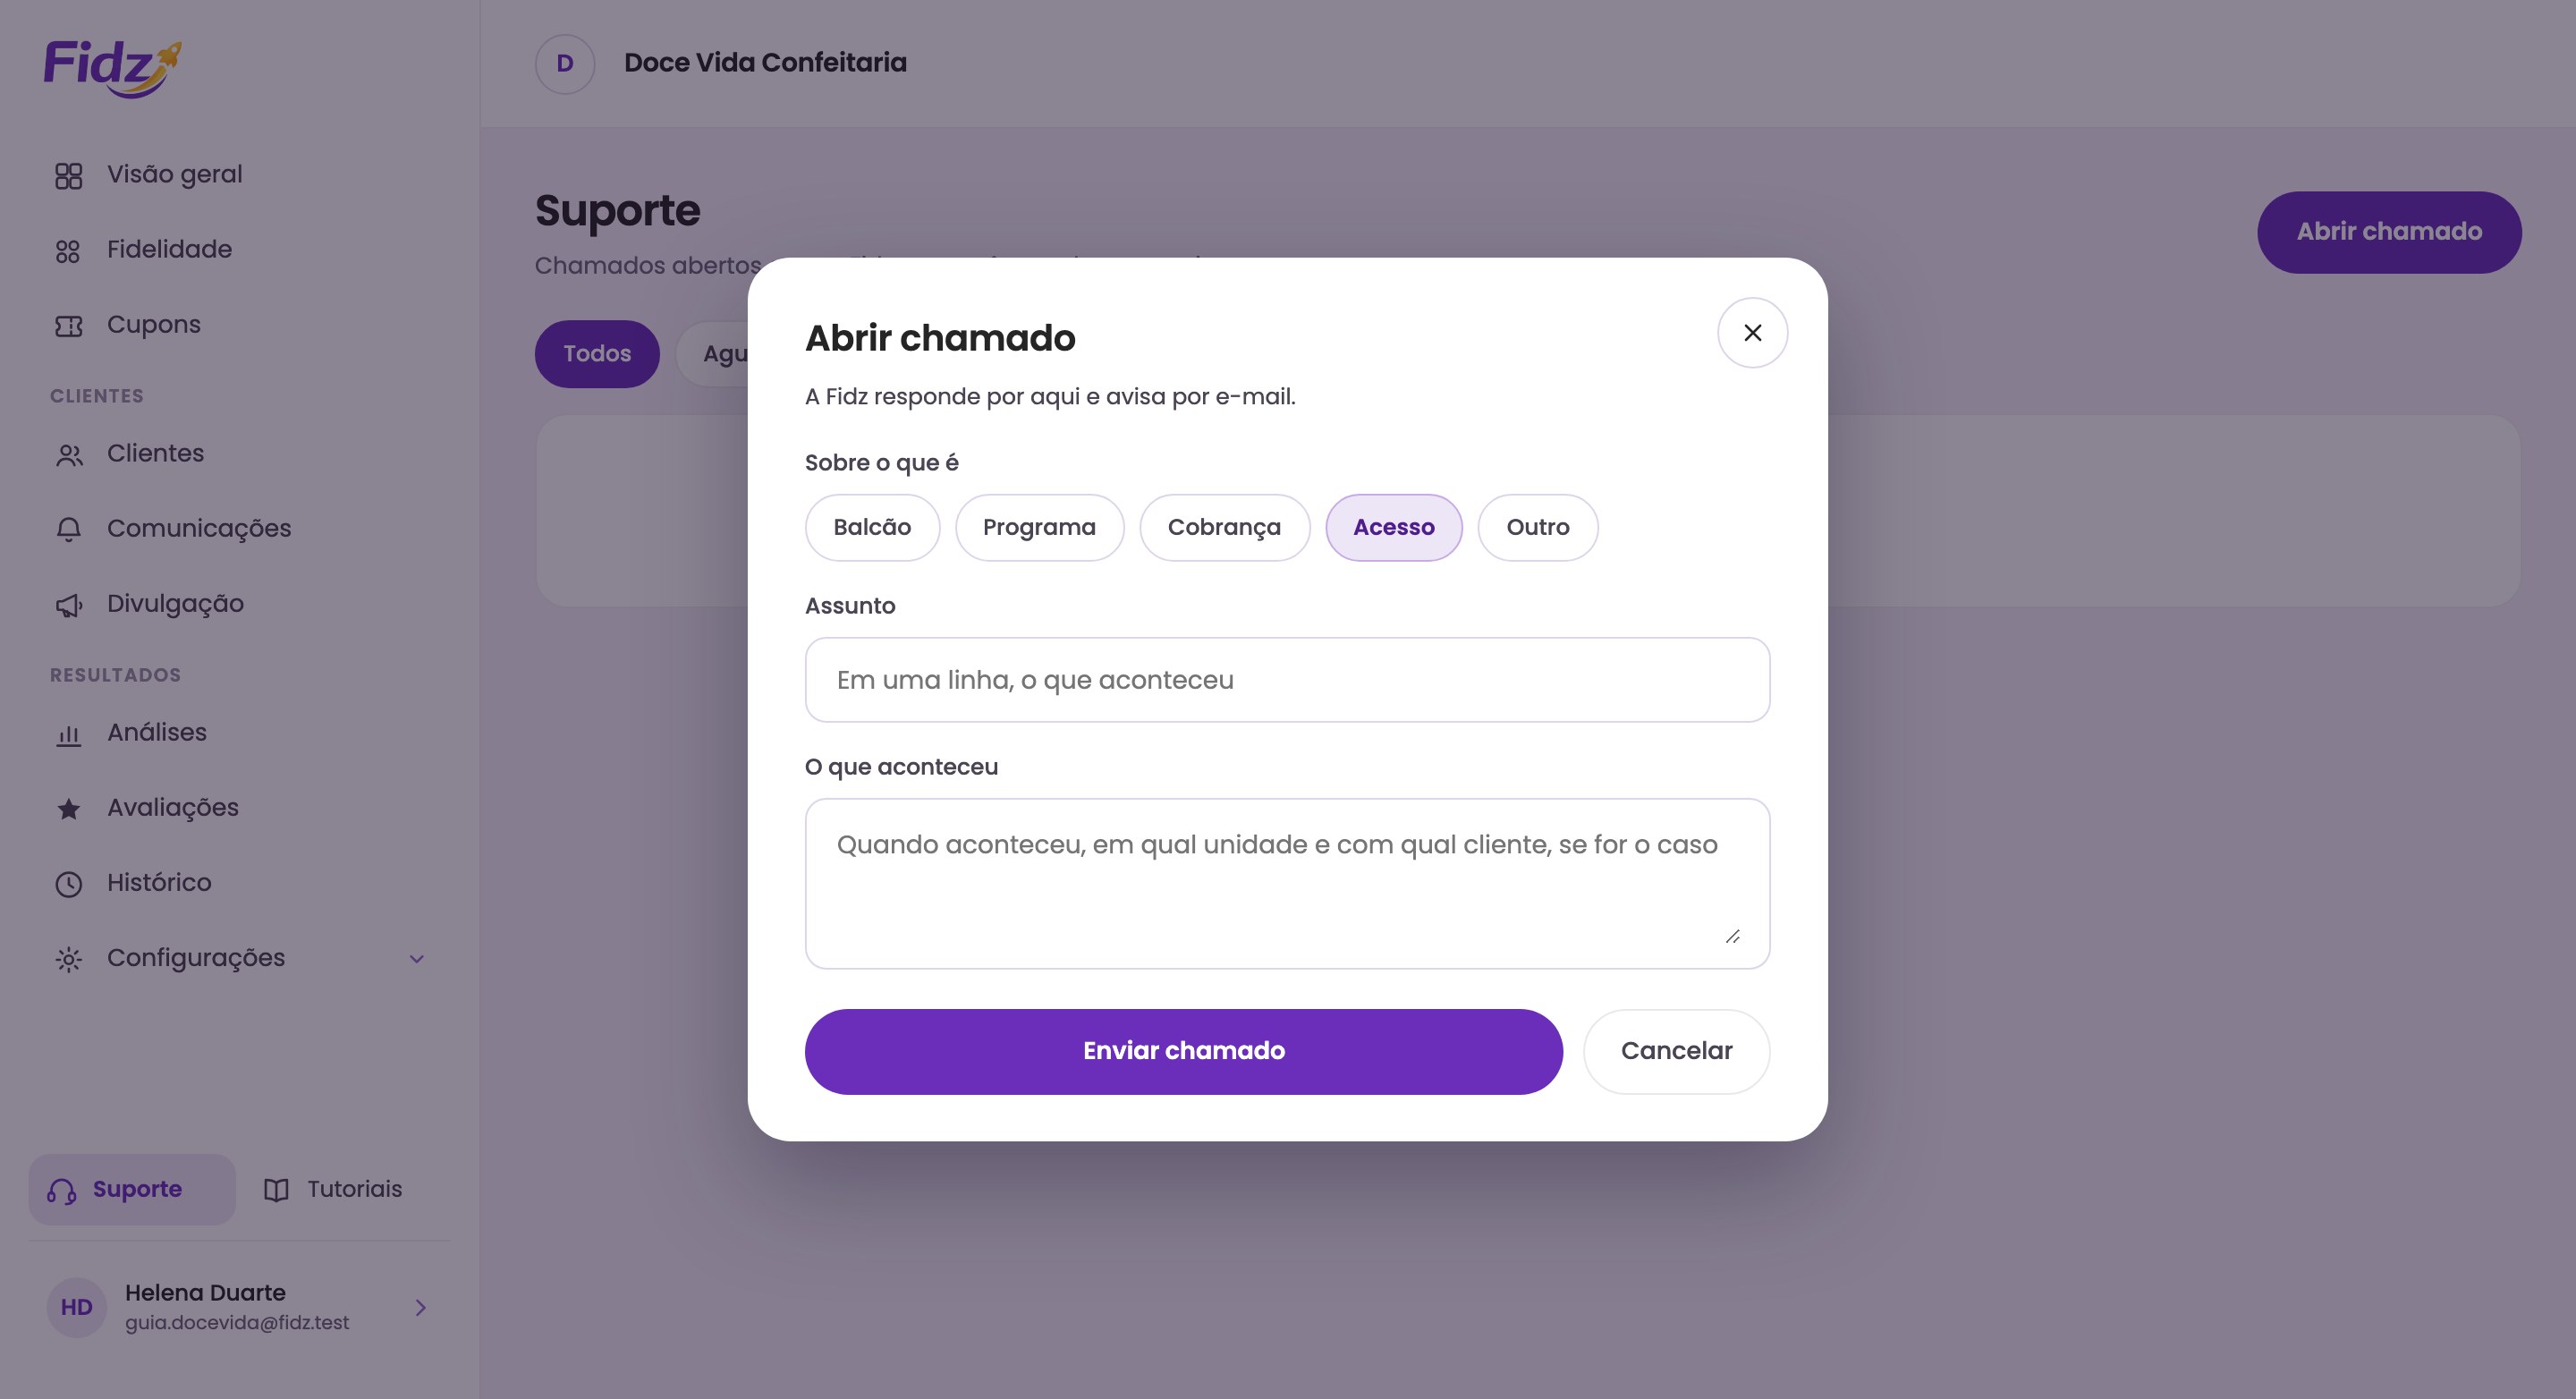 Fidz
Visão geral
Fidelidade
Cupons
CLIENTES
Clientes
Comunicações
Divulgação
RESULTADOS
Análises
Avaliações
Histórico
Configurações
Suporte
Tutoriais
HD
Helena Duarte
guia.docevida@fidz.test
D
Doce Vida Confeitaria
Suporte
Chamados abertos
Abrir chamado
Todos
Agu
Abrir chamado
A Fidz responde por aqui e avisa por e-mail.
Sobre o que é
Balcão
Programa
Cobrança
Acesso
Outro
Assunto
Em uma linha, o que aconteceu
O que aconteceu
Quando aconteceu, em qual unidade e com qual cliente, se for o caso
Enviar chamado
Cancelar